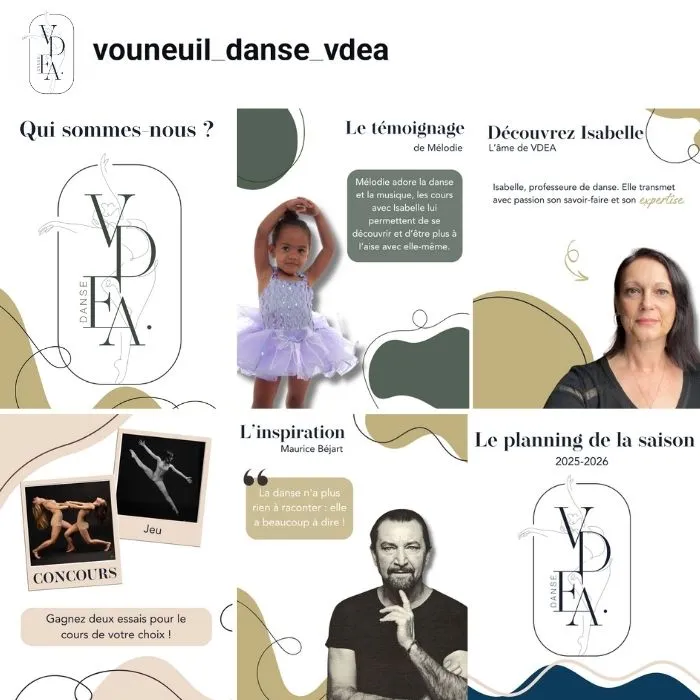 VDEA.
DANSE
vouneuil_danse_vdea
Qui sommes-nous ?
VDEA.
DANSE
Le témoignage
de Mélodie
Mélodie adore la danse
et la musique, les cours
avec Isabelle lui
permettent de se
découvrir et d'être plus à
l'aise avec elle-même.
Découvrez Isabelle
L'âme de VDEA
Isabelle, professeure de danse. Elle transmet
avec passion son savoir-faire et son expertise
Jeu
CONCOURS
Gagnez deux essais pour le
cours de votre choix !
L'inspiration
Maurice Béjart
“
La danse n'a plus
rien à raconter : elle
a beaucoup à dire !
Le planning de la saison
2025-2026
VDEA.
DANSE